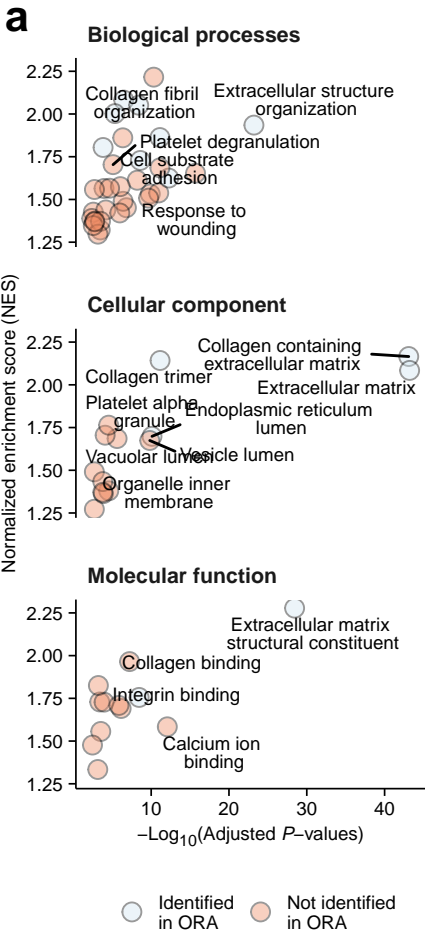 a
Biological processes
2.25
2.00
1.75
1.50
1.25
Collagen fibril
organization
Extracellular structure
organization
Platelet degranulation
Cell substrate
adhesion
Response to
wounding
Normalized enrichment score (NES)
Cellular component
2.25
2.00
1.75
1.50
1.25
Collagen containing
extracellular matrix
Collagen trimer
Extracellular matrix
Platelet alpha
granule
Endoplasmic reticulum
lumen
Vacuolar lumen
Vesicle lumen
Organelle inner
membrane
Molecular function
2.25
2.00
1.75
1.50
1.25
Extracellular matrix
structural constituent
Collagen binding
Integrin binding
Calcium ion
binding
10 20 30 40
−Log10(Adjusted P−values)
Identified
in ORA
Not identified
in ORA